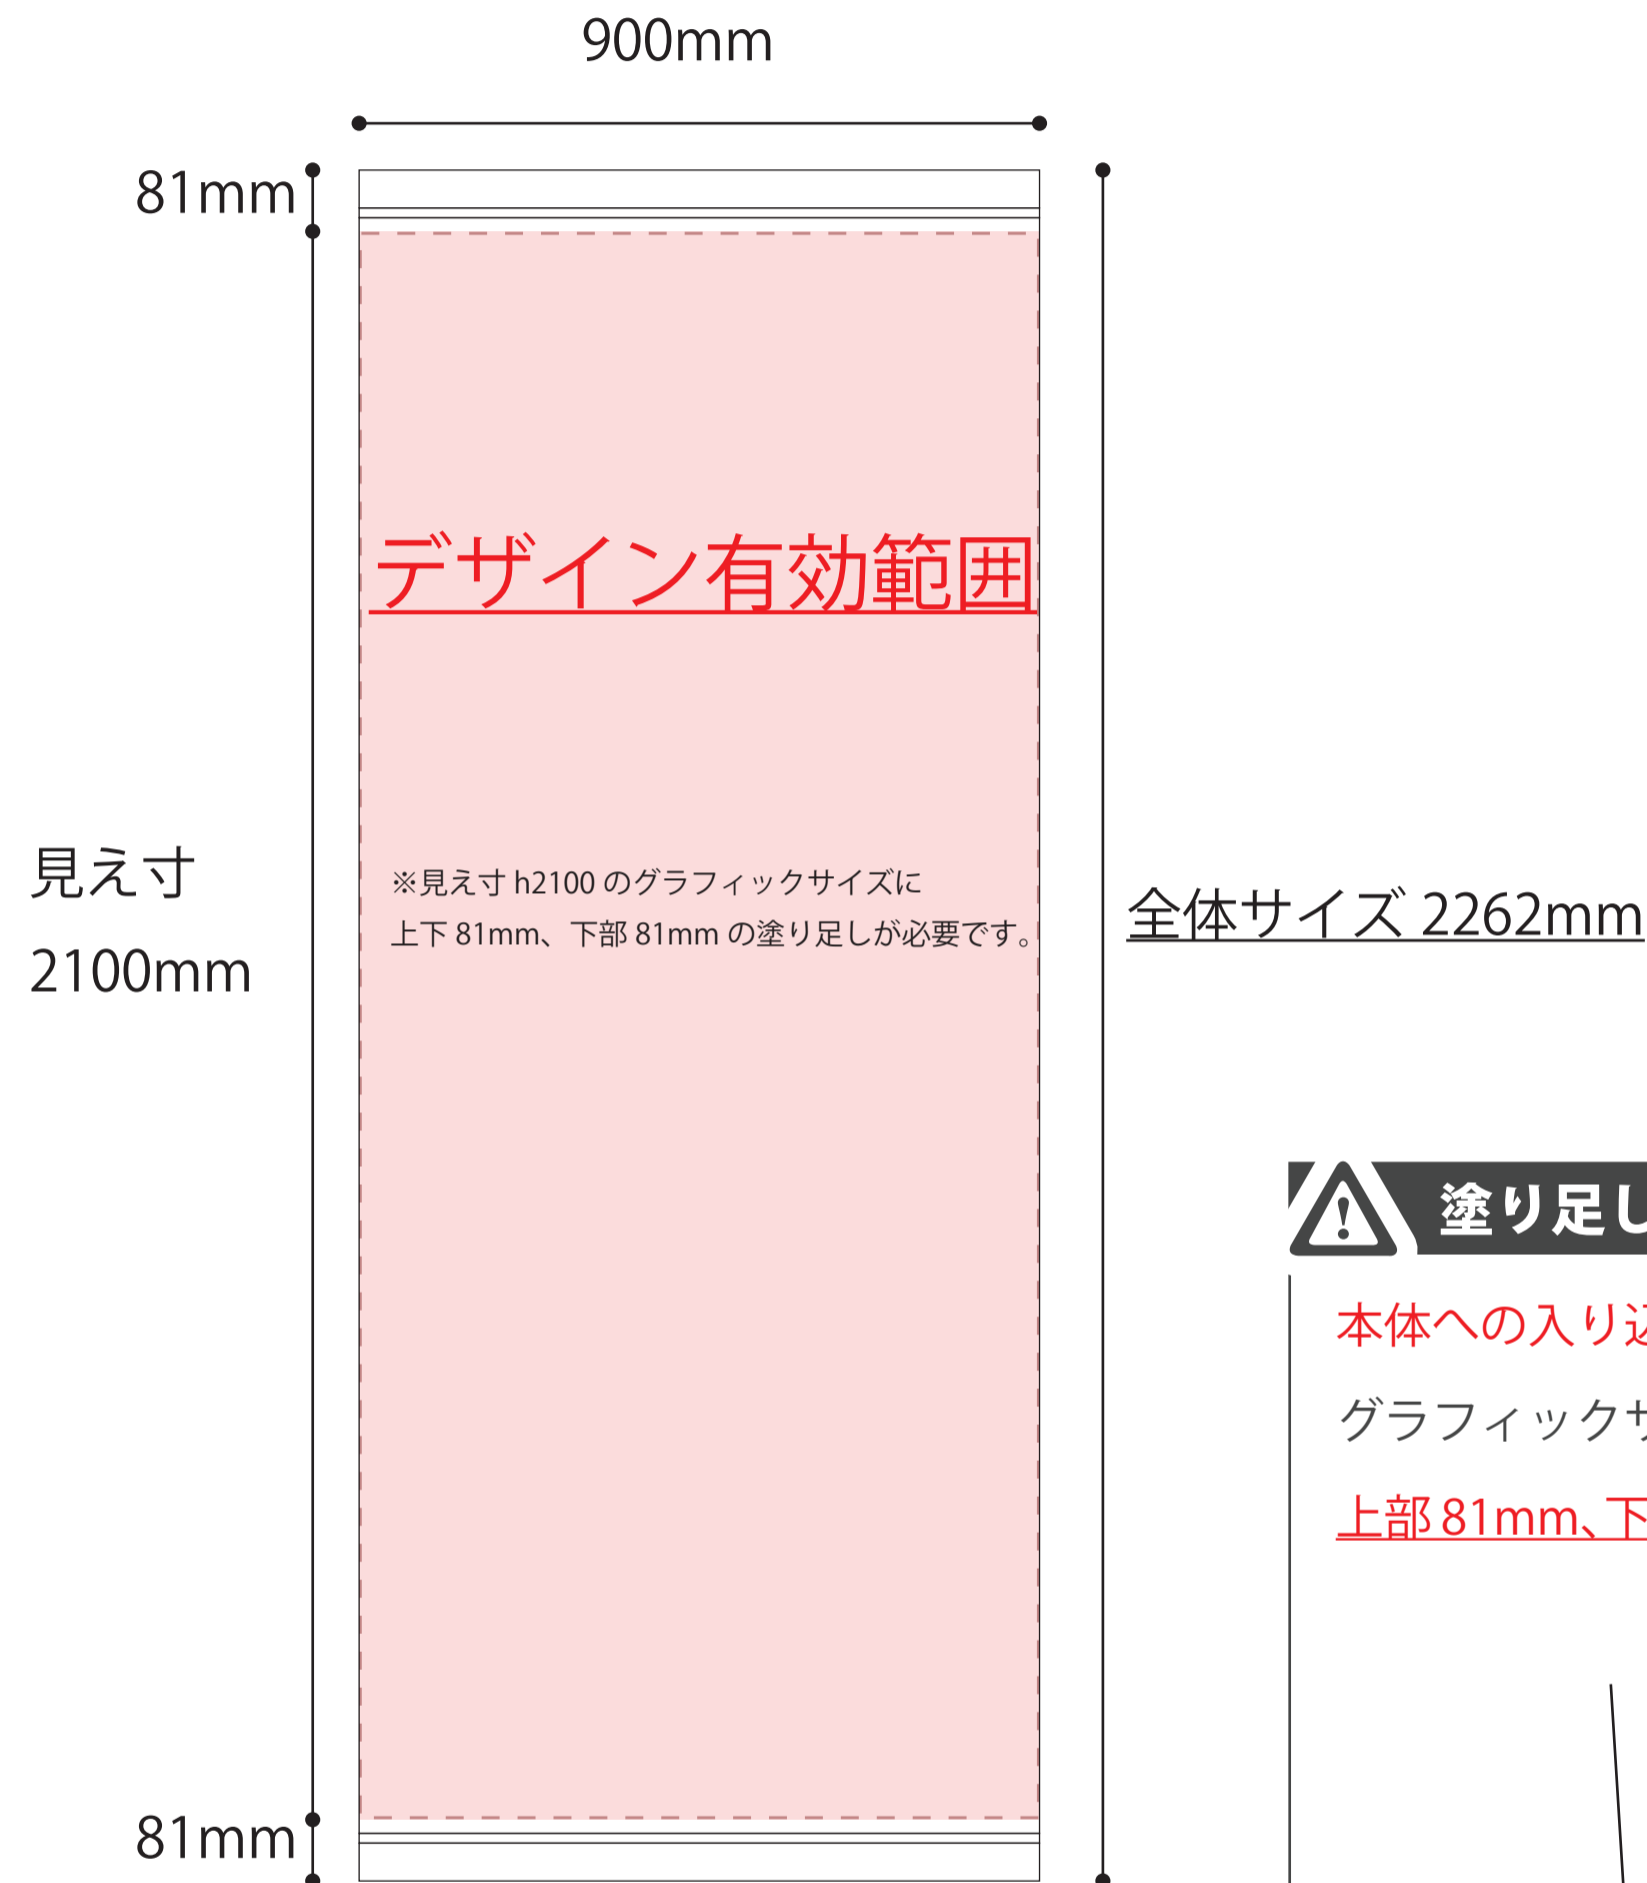 900mm
81mm
デザイン有効範囲
見え寸
2100mm
※見え寸 h2100 のグラフィックサイズに
上下 81mm、下部 81mm の塗り足しが必要です。
全体サイズ 2262mm
塗り足し
本体への入り込
グラフィックサ
上部 81mm、下
81mm